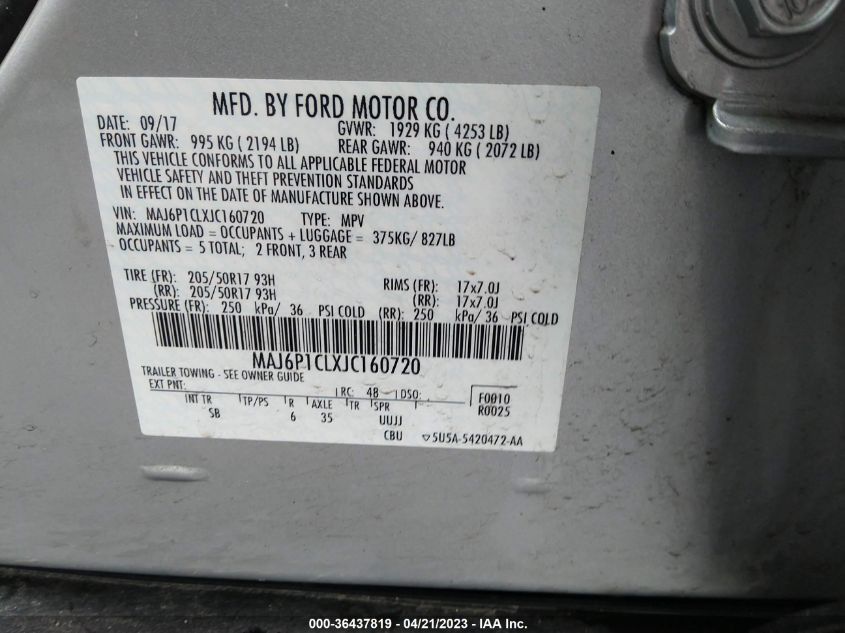 MFD. BY FORD MOTOR CO.
DATE: 09/17 GVWR: 1929 KG ( 4253 LB)
FRONT GAWR: 995 KG ( 2194 LB) REAR GAWR: 940 KG ( 2072 LB)
THIS VEHICLE CONFORMS TO ALL APPLICABLE FEDERAL MOTOR
VEHICLE SAFETY AND THEFT PREVENTION STANDARDS
IN EFFECT ON THE DATE OF MANUFACTURE SHOWN ABOVE.
VIN: MAJ6P1CLXJC160720 TYPE: MPV
MAXIMUM LOAD = OCCUPANTS + LUGGAGE = 375KG/ 827LB
OCCUPANTS = 5 TOTAL; 2 FRONT, 3 REAR
TIRE (FR): 205/50R17 93H RIMS (FR): 17x7.0J
(RR): 205/50R17 93H (RR): 17x7.0J
PRESSURE (FR): 250 kPa/ 36 PSI COLD (RR): 250 kPa/ 36 PSI COLD
MAJ6P1CLXJC160720
TRAILER TOWING - SEE OWNER GUIDE
EXT PNT: RC: 4B DSO: F0010
R0025
INT TR TP/PS R AXLE TR SPR
SB 6 35 UUJJ
CBU 5U5A-5420472-AA
000-36437819 - 04/21/2023 - IAA Inc.